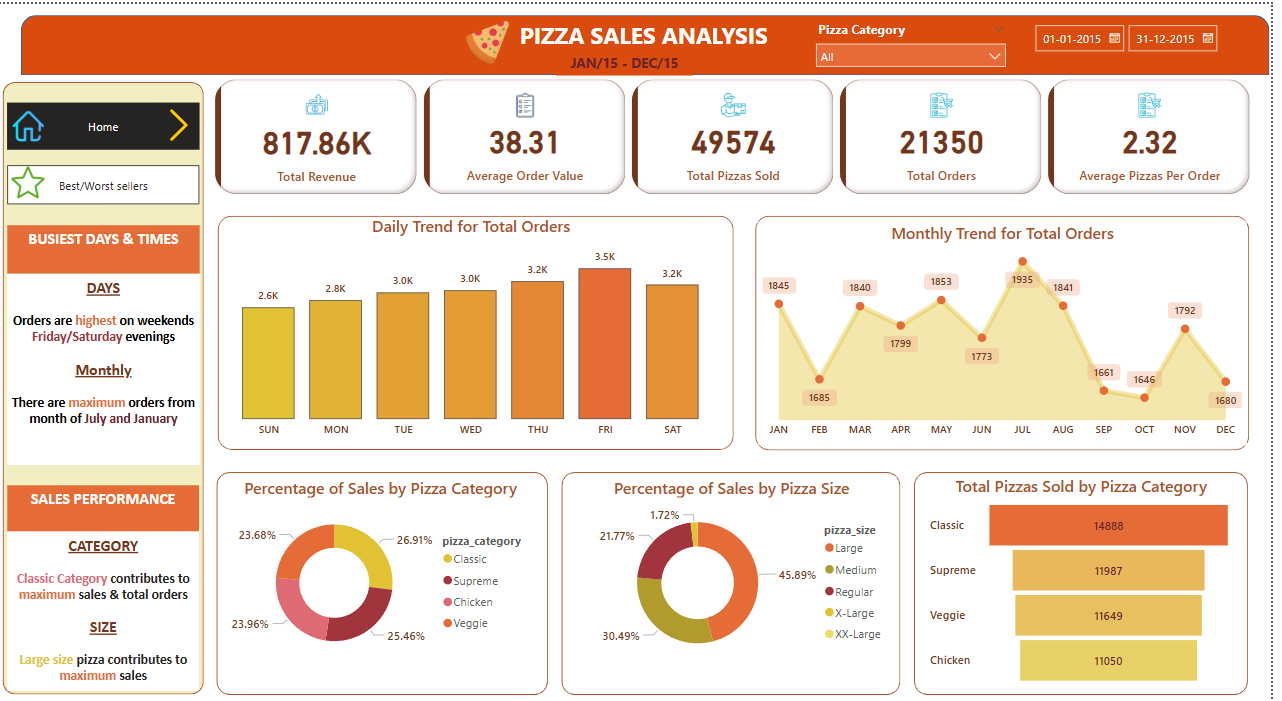 PIZZA SALES ANALYSIS
JAN/15 - DEC/15
Pizza Category
All
01-01-2015
31-12-2015
Home
Best/Worst sellers
BUSIEST DAYS & TIMES
DAYS
Orders are highest on weekends
Friday/Saturday evenings
Monthly
There are maximum orders from
month of July and January
SALES PERFORMANCE
CATEGORY
Classic Category contributes to
maximum sales & total orders
SIZE
Large size pizza contributes to
maximum sales
817.86K
Total Revenue
38.31
Average Order Value
49574
Total Pizzas Sold
21350
Total Orders
2.32
Average Pizzas Per Order
Daily Trend for Total Orders
2.6K
2.8K
3.0K
3.0K
3.2K
3.5K
3.2K
SUN MON TUE WED THU FRI SAT
Monthly Trend for Total Orders
1845
1685
1840
1799
1853
1773
1935
1841
1661
1646
1792
1680
JAN FEB MAR APR MAY JUN JUL AUG SEP OCT NOV DEC
Percentage of Sales by Pizza Category
23.68%
26.91%
23.96%
25.46%
pizza_category
Classic
Supreme
Chicken
Veggie
Percentage of Sales by Pizza Size
1.72%
21.77%
45.89%
30.49%
pizza_size
Large
Medium
Regular
X-Large
XX-Large
Total Pizzas Sold by Pizza Category
Classic 14888
Supreme 11987
Veggie 11649
Chicken 11050